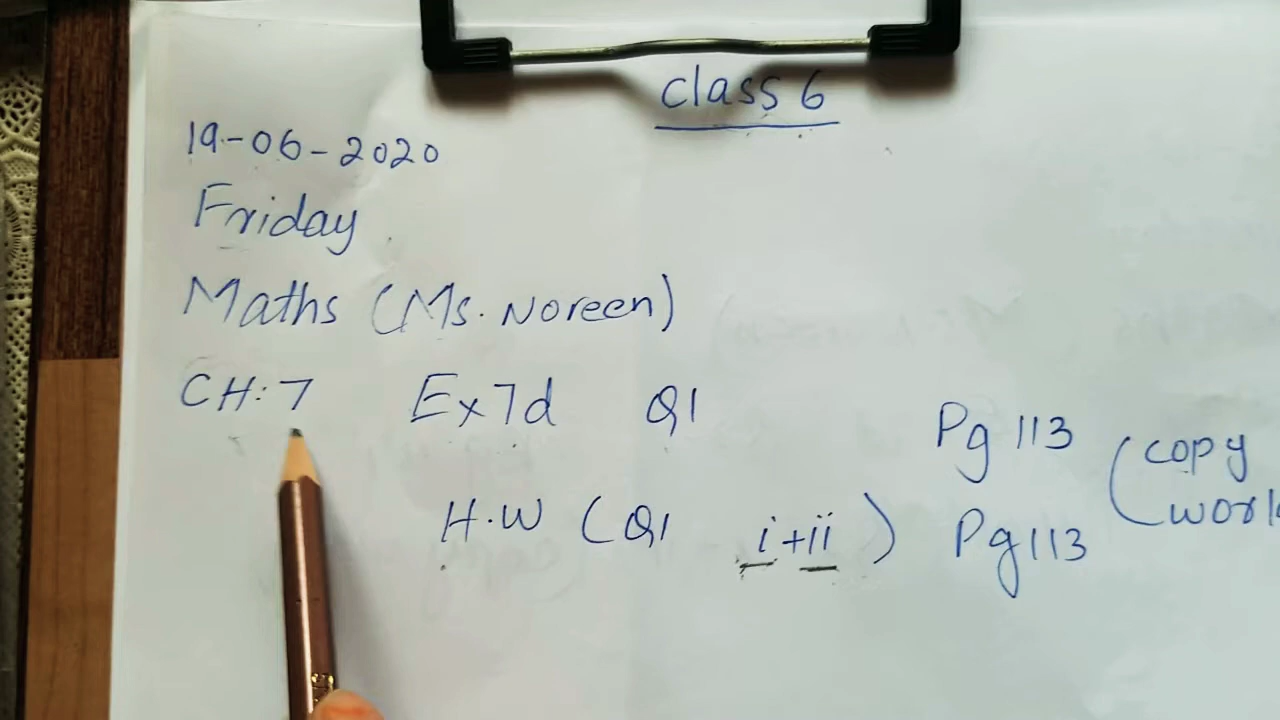 class 6
19-06-2020
Friday
Maths (Ms. Noreen)
CH: 7 Ex 7d Q1 Pg 113 (copy work
H.W (Q1 i+ii) Pg 113